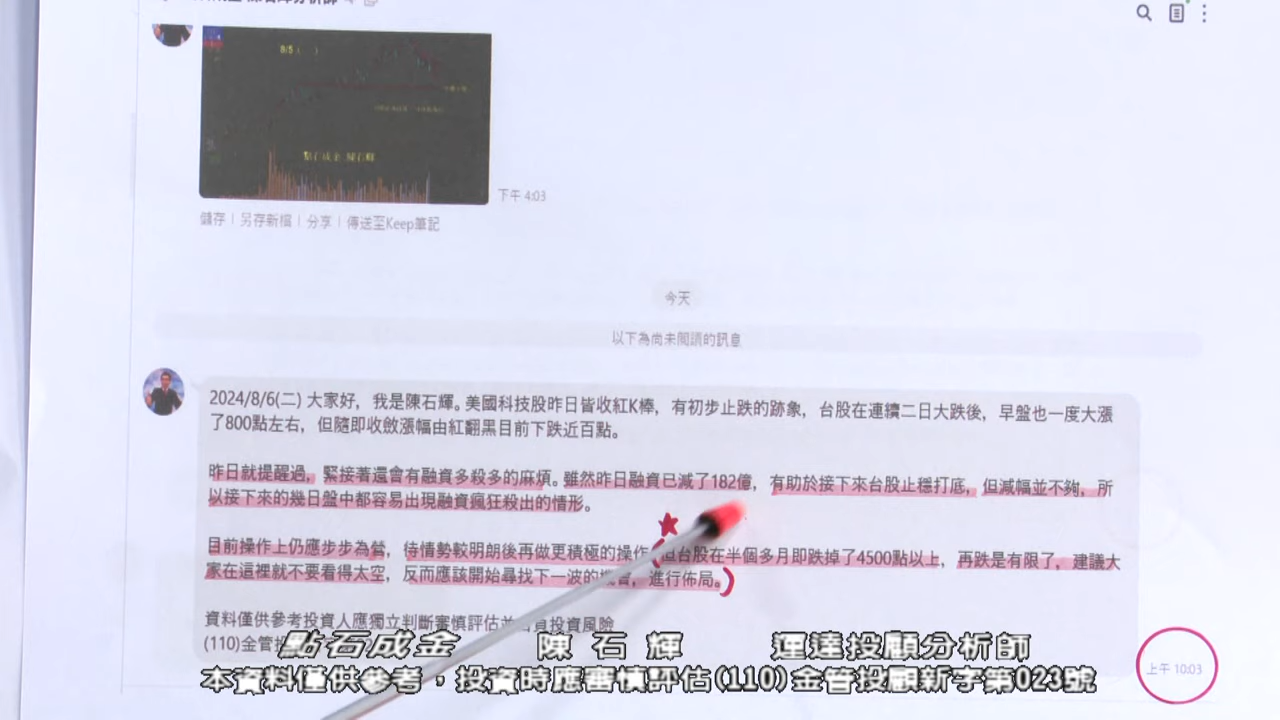 8/5(
點石成金 陳石輝
下午 4:03
儲存 | 另存新檔 | 分享 | 傳送至Keep筆記
今天
以下為尚未閱讀的訊息
2024/8/6(二) 大家好，我是陳石輝。美國科技股昨日皆收紅K棒，有初步止跌的跡象，台股在連續二日大跌後，早盤也一度大漲
了800點左右，但隨即收斂漲幅由紅翻黑目前下跌近百點。
昨日就提醒過，緊接著還會有融資多殺多的麻煩。雖然昨日融資已減了182億，有助於接下來台股止穩打底，但減幅並不夠，所
以接下來的幾日盤中都容易出現融資瘋狂殺出的情形。
目前操作上仍應步步為營，待情勢較明朗後再做更積極的操作 但台股在半個多月即跌掉了4500點以上，再跌是有限了，建議大
家在這裡就不要看得太空，反而應該開始尋找下一波的機會，進行佈局。
資料僅供參考投資人應獨立判斷審慎評估並自負投資風險
(110)金管投
上午 10:03
點石成金 陳石輝 運達投顧分析師
本資料僅供參考，投資時應審慎評估(110)金管投顧新字第023號